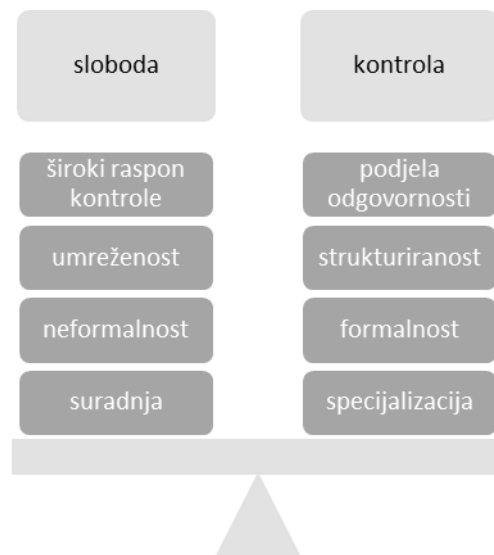 sloboda
kontrola
široki raspon
kontrole
podjela
odgovornosti
umreženost
strukturiranost
neformalnost
formalnost
suradnja
specijalizacija